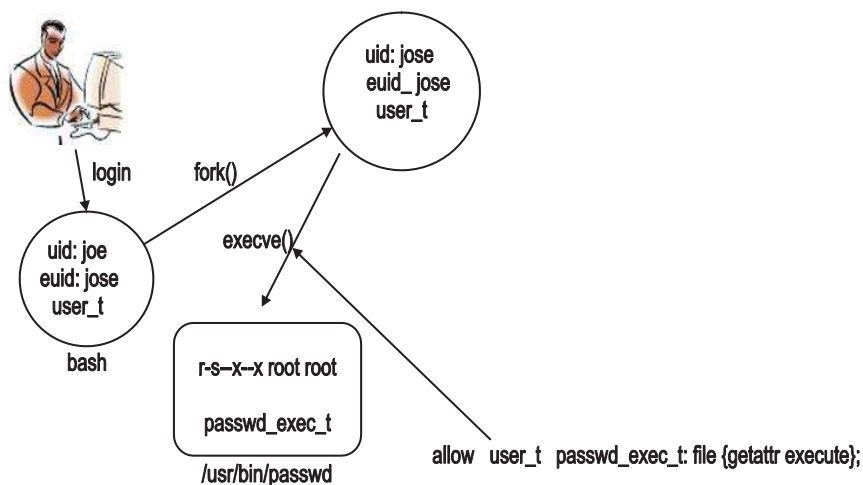 uid: jose
euid_ jose
user_t
login
fork()
execve()
uid: joe
euid: jose
user_t
bash
r-s–x--x root root
passwd_exec_t
/usr/bin/passwd
allow user_t passwd_exec_t: file {getattr execute};